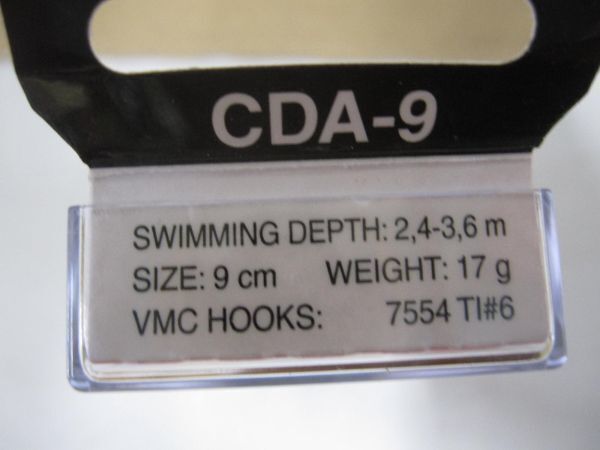 CDA-9
SWIMMING DEPTH: 2,4-3,6 m
SIZE: 9 cm WEIGHT: 17 g
VMC HOOKS: 7554 TI#6